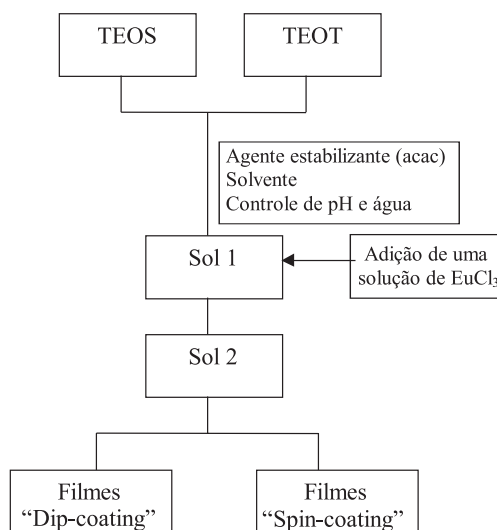 TEOS
TEOT
Agente estabilizante (acac)
Solvente
Controle de pH e água
Sol 1
Adição de uma
solução de EuCl₃
Sol 2
Filmes
“Dip-coating”
Filmes
“Spin-coating”